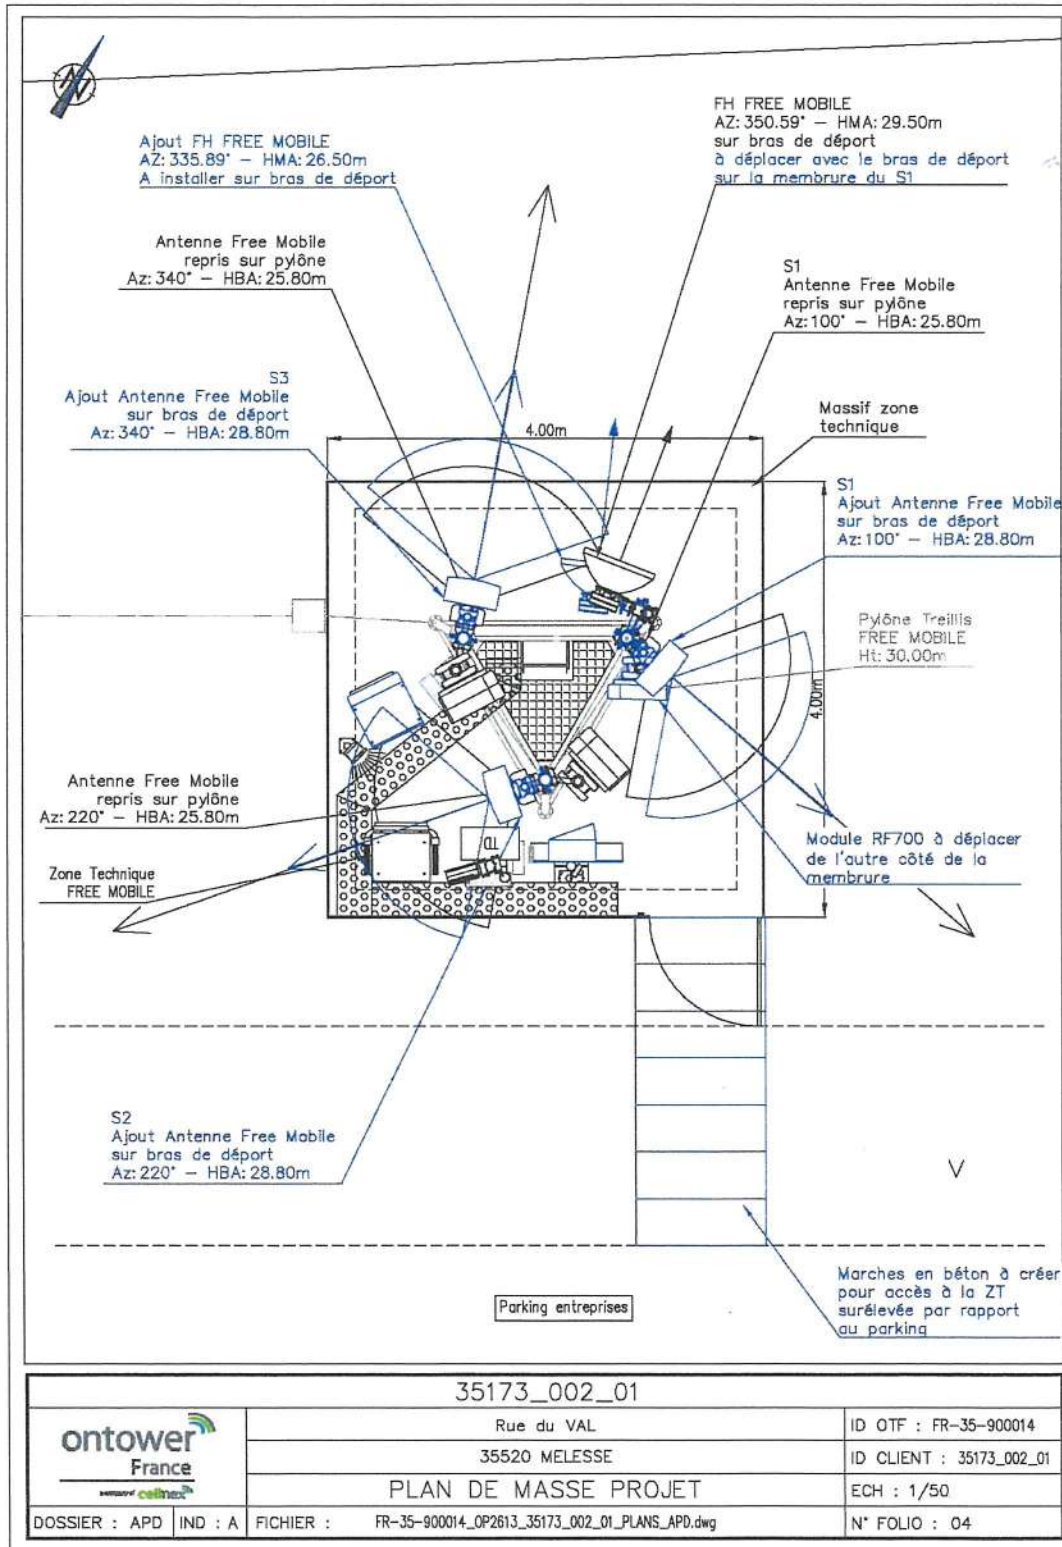 N
Ajout FH FREE MOBILE
AZ: 335.89° – HMA: 26.50m
A installer sur bras de déport
FH FREE MOBILE
AZ: 350.59° – HMA: 29.50m
sur bras de déport
à déplacer avec le bras de déport
sur la membrure du S1
Antenne Free Mobile
repris sur pylône
Az: 340° – HBA: 25.80m
S1
Antenne Free Mobile
repris sur pylône
Az: 100° – HBA: 25.80m
S3
Ajout Antenne Free Mobile
sur bras de déport
Az: 340° – HBA: 28.80m
4.00m
Massif zone
technique
S1
Ajout Antenne Free Mobile
sur bras de déport
Az: 100° – HBA: 28.80m
Pylône Treillis
FREE MOBILE
Ht: 30.00m
4.00m
Antenne Free Mobile
repris sur pylône
Az: 220° – HBA: 25.80m
Zone Technique
FREE MOBILE
Module RF700 à déplacer
de l'autre côté de la
membrure
S2
Ajout Antenne Free Mobile
sur bras de déport
Az: 220° – HBA: 28.80m
V
Marches en béton à créer
pour accès à la ZT
surélevée par rapport
au parking
Parking entreprises
35173_002_01
ontower
France
cellnex
Rue du VAL
35520 MELESSE
PLAN DE MASSE PROJET
ID OTF : FR-35-900014
ID CLIENT : 35173_002_01
ECH : 1/50
DOSSIER : APD
IND : A
FICHIER : FR-35-900014_OP2613_35173_002_01_PLANS_APD.dwg
N° FOLIO : 04